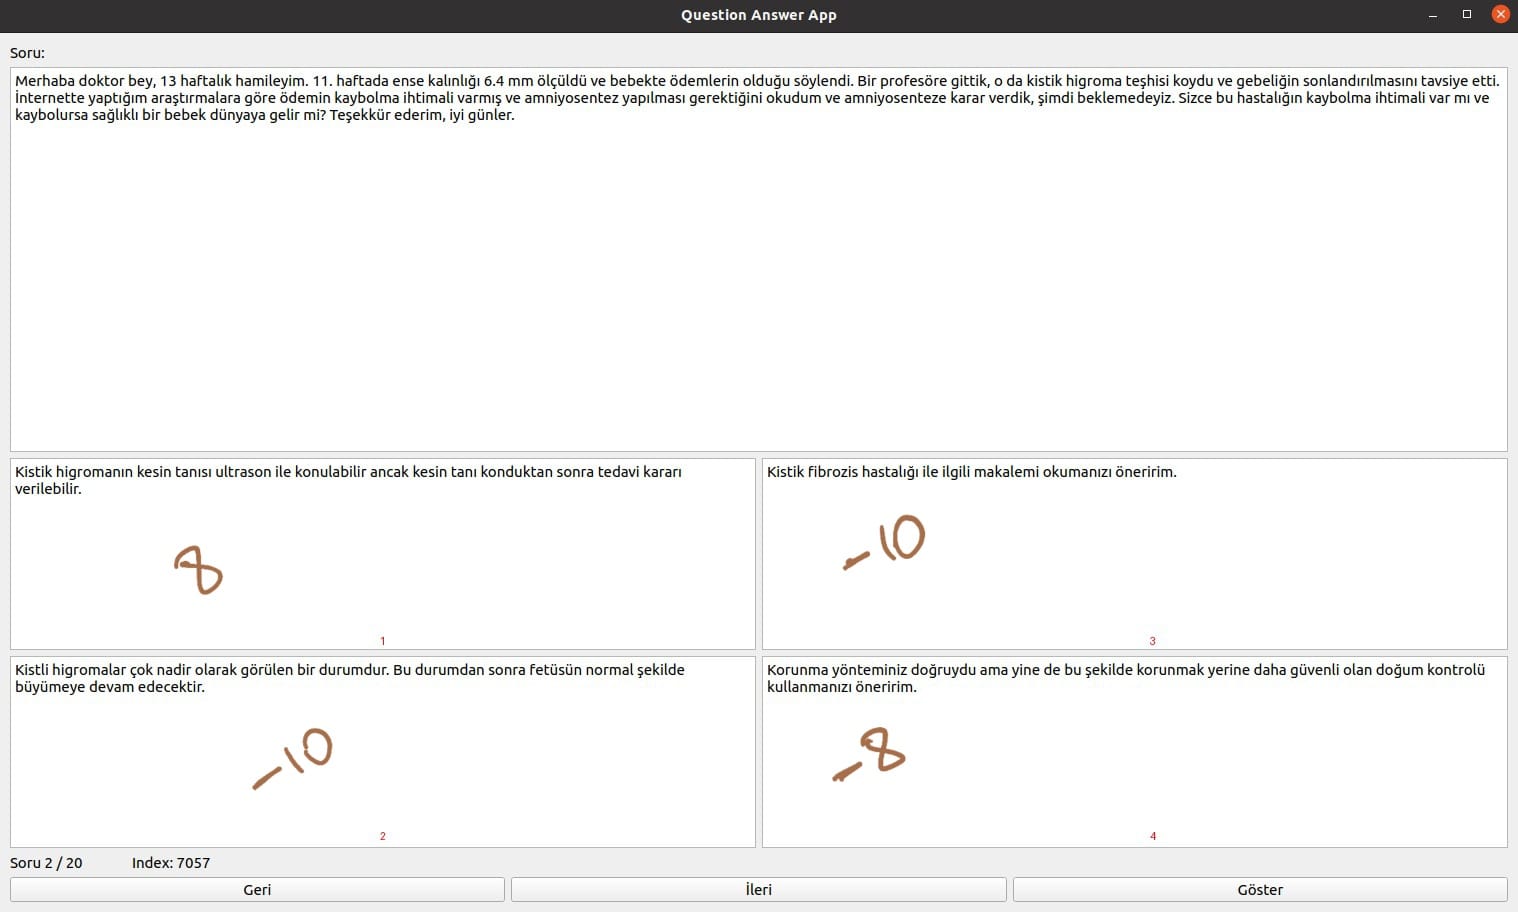 Question Answer App
Soru:
Merhaba doktor bey, 13 haftalık hamileyim. 11. haftada ense kalınlığı 6.4 mm ölçüldü ve bebekte ödemlerin olduğu söylendi. Bir profesöre gittik, o da kistik higroma teşhisi koydu ve gebeliğin sonlandırılmasını tavsiye etti.
İnternette yaptığım araştırmalara göre ödemin kaybolma ihtimali varmış ve amniyosentez yapılması gerektiğini okudum ve amniyosenteze karar verdik, şimdi beklemedeyiz. Sizce bu hastalığın kaybolma ihtimali var mı ve
kaybolursa sağlıklı bir bebek dünyaya gelir mi? Teşekkür ederim, iyi günler.
Kistik higromanın kesin tanısı ultrason ile konulabilir ancak kesin tanı konduktan sonra tedavi kararı
verilebilir.
8
1
Kistik fibrozis hastalığı ile ilgili makalemi okumanızı öneririm.
-10
3
Kistli higromalar çok nadir olarak görülen bir durumdur. Bu durumdan sonra fetüsün normal şekilde
büyümeye devam edecektir.
-10
2
Korunma yönteminiz doğruydu ama yine de bu şekilde korunmak yerine daha güvenli olan doğum kontrolü
kullanmanızı öneririm.
-8
4
Soru 2 / 20 Index: 7057
Geri İleri Göster